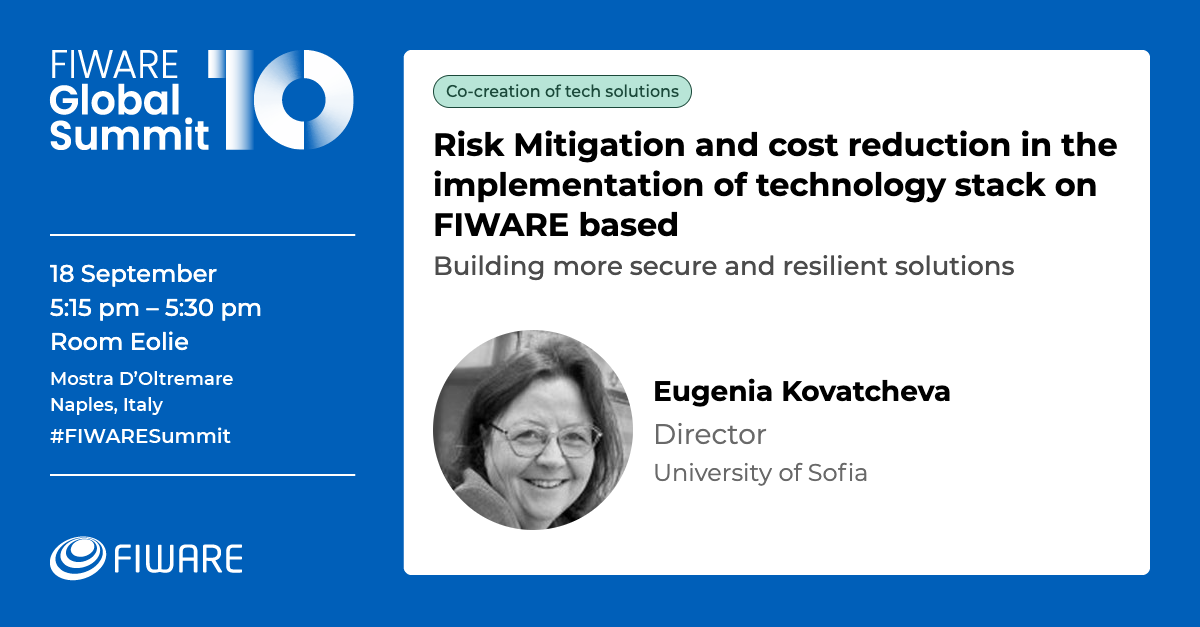 FIWARE
Global
Summit
10
18 September
5:15 pm – 5:30 pm
Room Eolie
Mostra D’Oltremare
Naples, Italy
#FIWARESummit
FIWARE
Co-creation of tech solutions
Risk Mitigation and cost reduction in the
implementation of technology stack on
FIWARE based
Building more secure and resilient solutions
Eugenia Kovatcheva
Director
University of Sofia